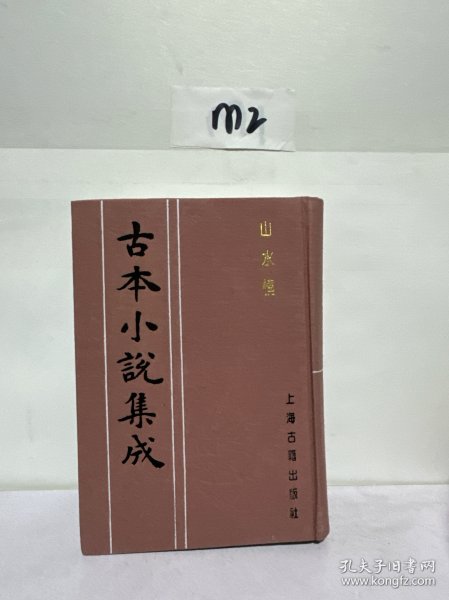 m2
古本小說集成
山水情
上海古籍出版社
孔夫子旧书网
www.kongfz.com